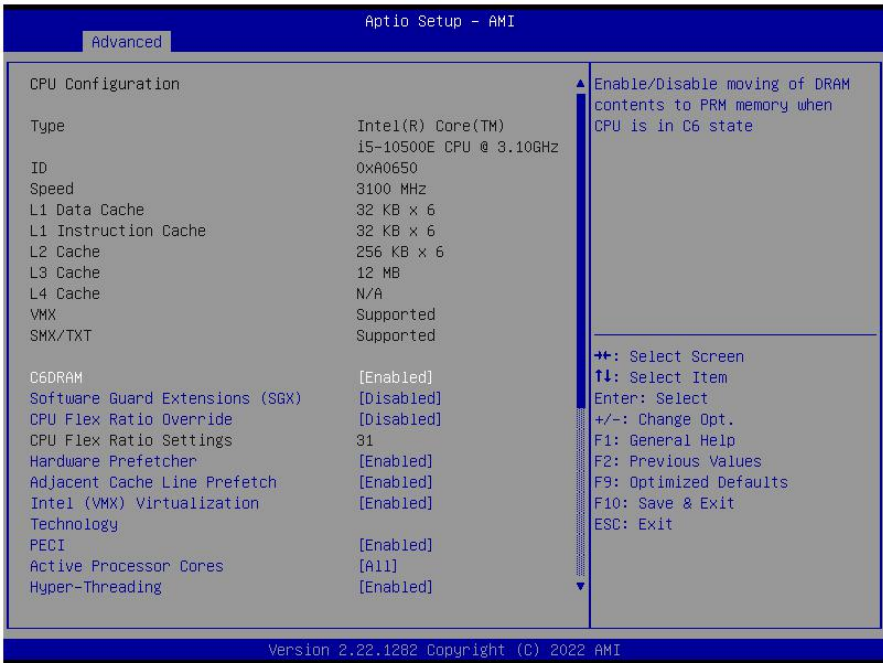 Aptio Setup - AMI
Advanced
CPU Configuration
Type Intel(R) Core(TM)
i5-10500E CPU @ 3.10GHz
ID 0xA0650
Speed 3100 MHz
L1 Data Cache 32 KB x 6
L1 Instruction Cache 32 KB x 6
L2 Cache 256 KB x 6
L3 Cache 12 MB
L4 Cache N/A
VMX Supported
SMX/TXT Supported
C6DRAM [Enabled]
Software Guard Extensions (SGX) [Disabled]
CPU Flex Ratio Override [Disabled]
CPU Flex Ratio Settings 31
Hardware Prefetcher [Enabled]
Adjacent Cache Line Prefetch [Enabled]
Intel (VMX) Virtualization [Enabled]
Technology
PECI [Enabled]
Active Processor Cores [All]
Hyper-Threading [Enabled]
Enable/Disable moving of DRAM
contents to PRM memory when
CPU is in C6 state
→←: Select Screen
↑↓: Select Item
Enter: Select
+/-: Change Opt.
F1: General Help
F2: Previous Values
F9: Optimized Defaults
F10: Save & Exit
ESC: Exit
Version 2.22.1282 Copyright (C) 2022 AMI